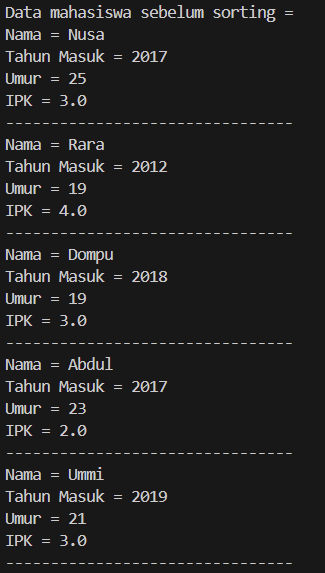 Data mahasiswa sebelum sorting =
Nama = Nusa
Tahun Masuk = 2017
Umur = 25
IPK = 3.0
--------------------------------
Nama = Rara
Tahun Masuk = 2012
Umur = 19
IPK = 4.0
--------------------------------
Nama = Dompu
Tahun Masuk = 2018
Umur = 19
IPK = 3.0
--------------------------------
Nama = Abdul
Tahun Masuk = 2017
Umur = 23
IPK = 2.0
--------------------------------
Nama = Ummi
Tahun Masuk = 2019
Umur = 21
IPK = 3.0
--------------------------------